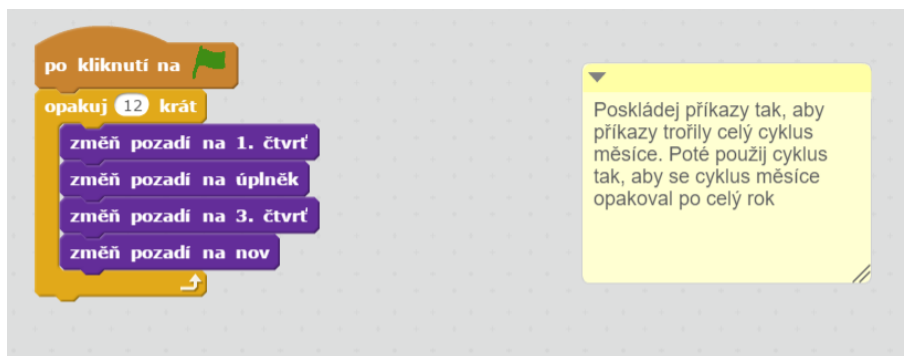 po kliknutí na
opakuj 12 krát
změň pozadí na 1. čtvrť
změň pozadí na úplněk
změň pozadí na 3. čtvrť
změň pozadí na nov
Poskládej příkazy tak, aby
příkazy trořily celý cyklus
měsíce. Poté použij cyklus
tak, aby se cyklus měsíce
opakoval po celý rok